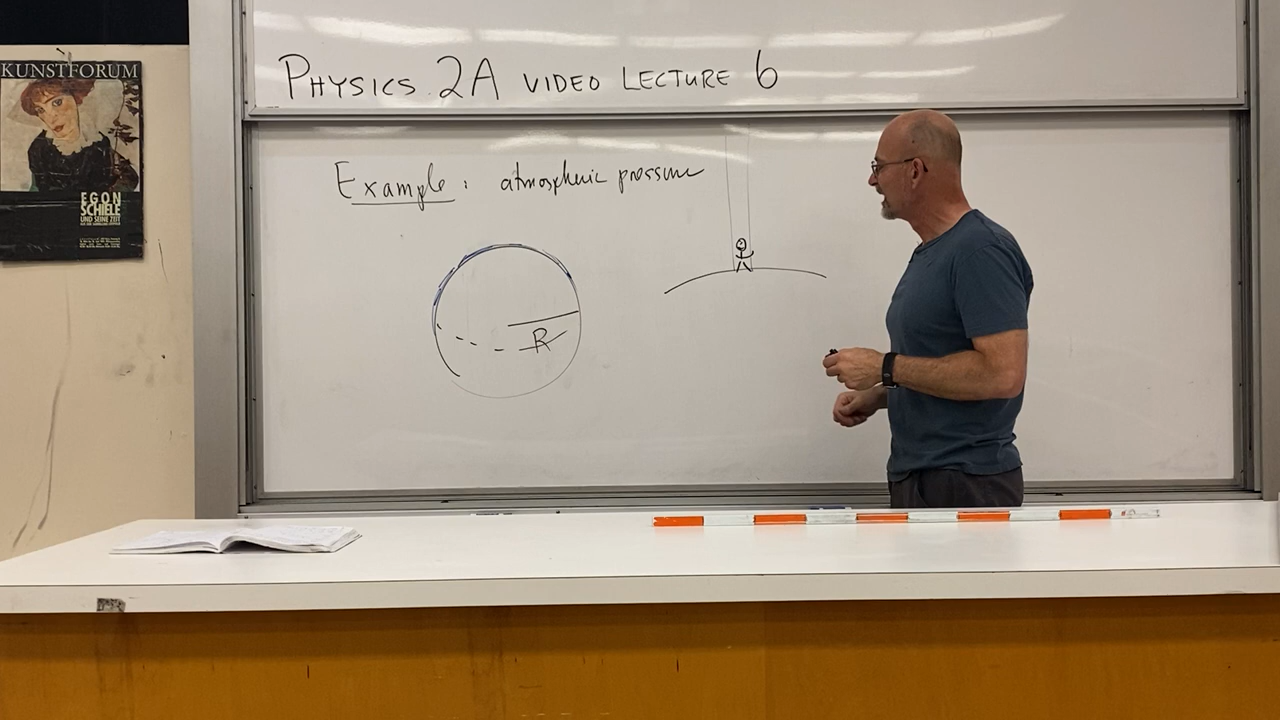 KUNSTFORUM
EGON
SCHIELE
UND SEINE ZEIT
PHYSICS 2A VIDEO LECTURE 6
Example: atmospheric pressure
R